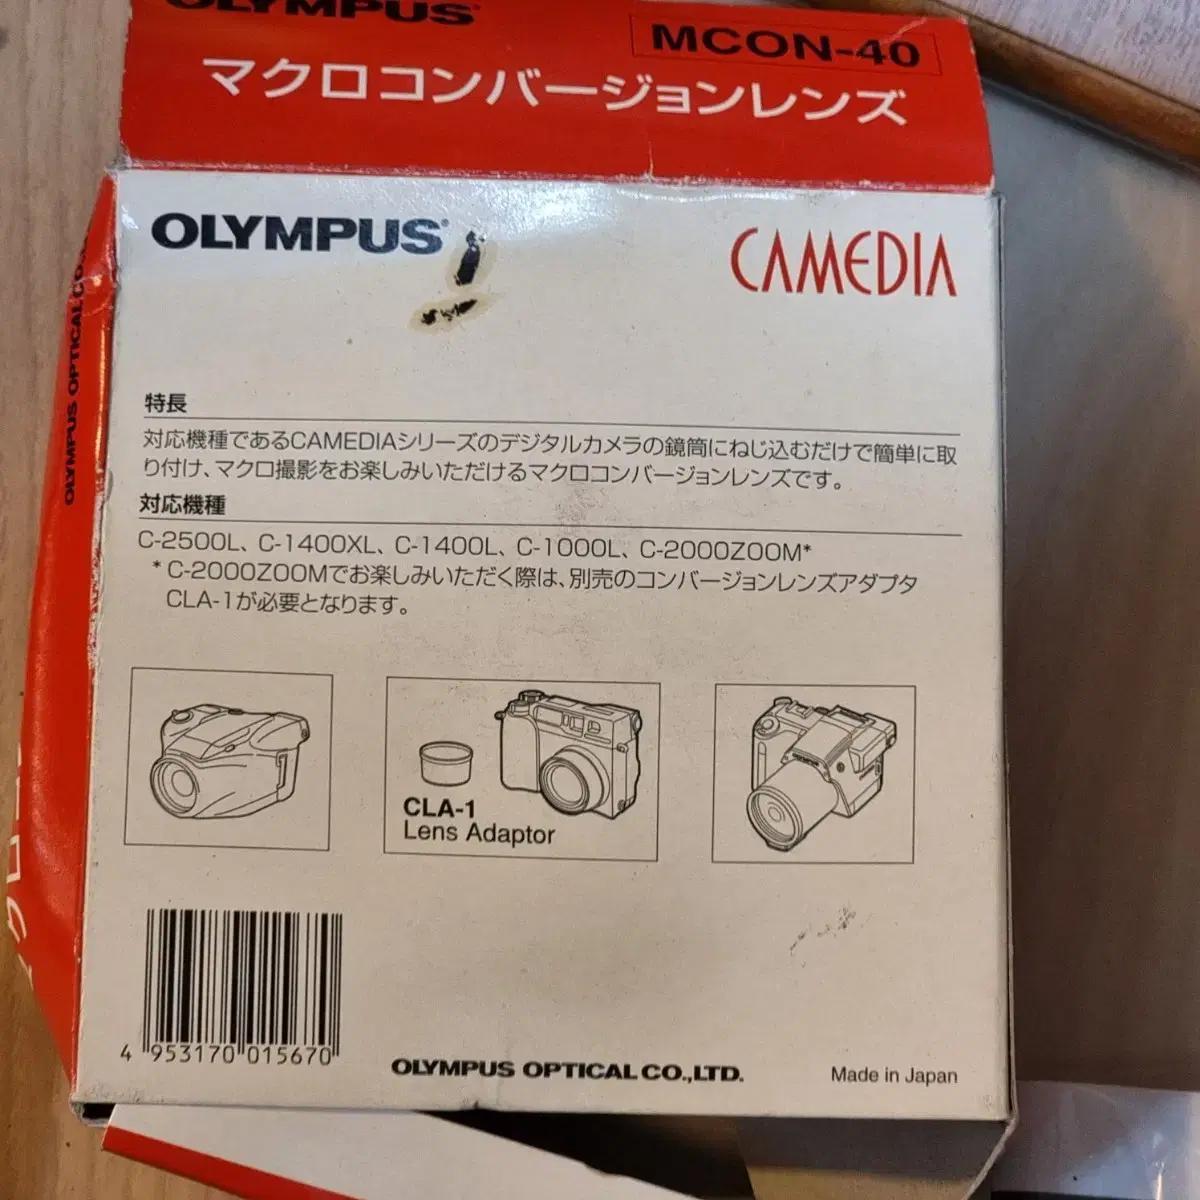 OLYMPUS
MCON-40
マクロコンバージョンレンズ
OLYMPUS
CAMEDIA
OLYMPUS OPTICAL CO.,
特長
対応機種であるCAMEDIAシリーズのデジタルカメラの鏡筒にねじ込むだけで簡単に取
り付け、マクロ撮影をお楽しみいただけるマクロコンバージョンレンズです。
対応機種
C-2500L、C-1400XL、C-1400L、C-1000L、C-2000ZOOM*
*C-2000ZOOMでお楽しみいただく際は、別売のコンバージョンレンズアダプタ
CLA-1が必要となります。
CLA-1
Lens Adaptor
4 953170 015670
OLYMPUS OPTICAL CO.,LTD.
Made in Japan